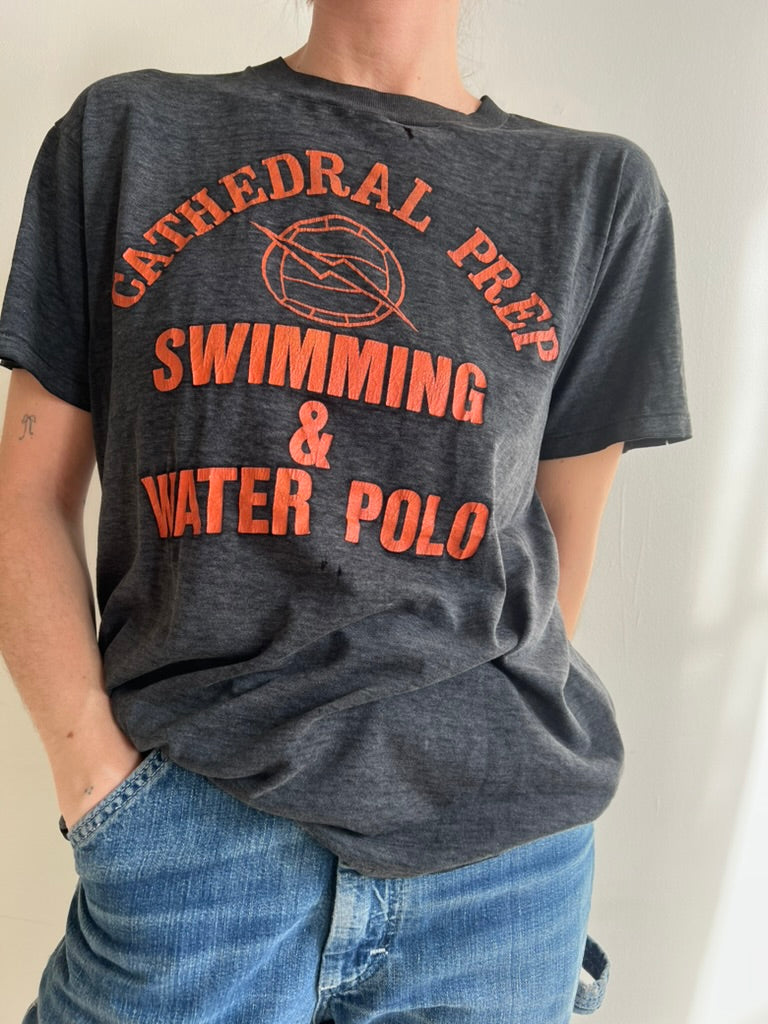 CATHEDRAL PREP
SWIMMING
&
WATER POLO